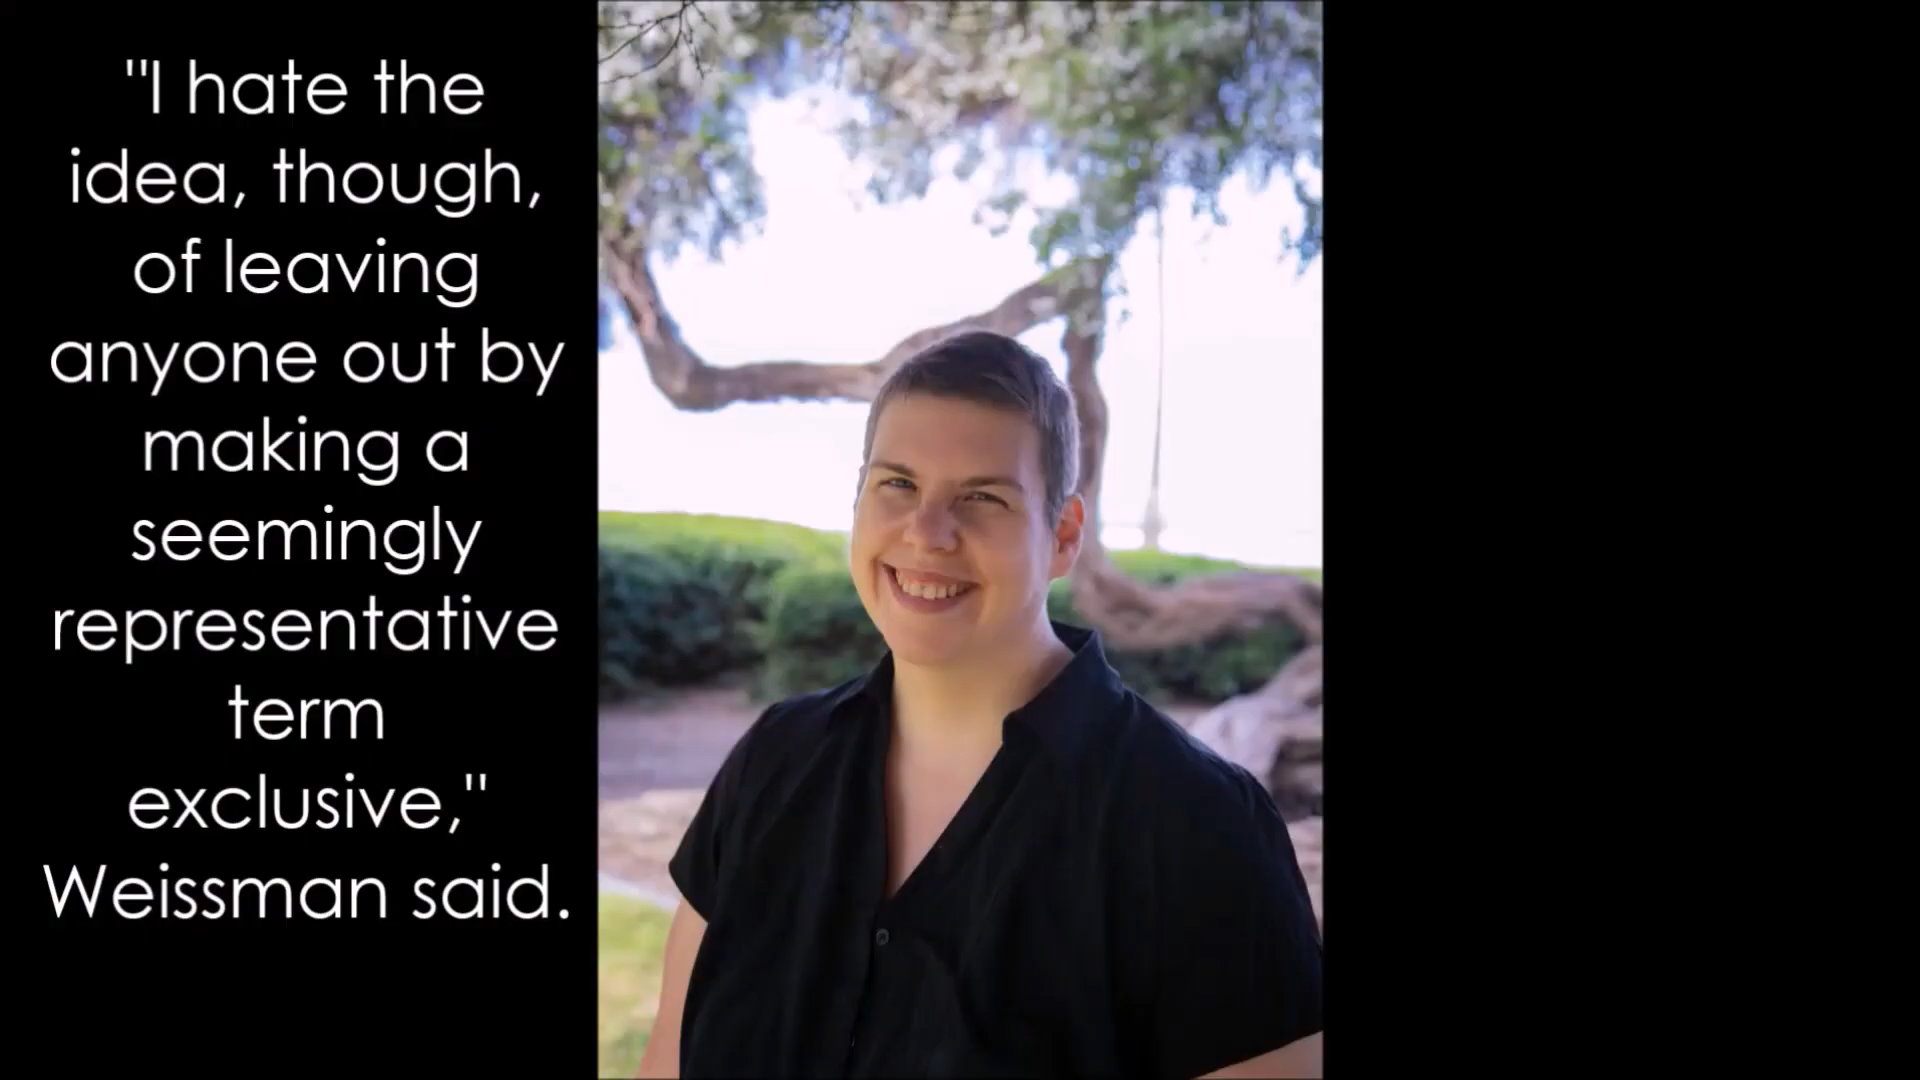 "I hate the
idea, though,
of leaving
anyone out by
making a
seemingly
representative
term
exclusive,"
Weissman said.